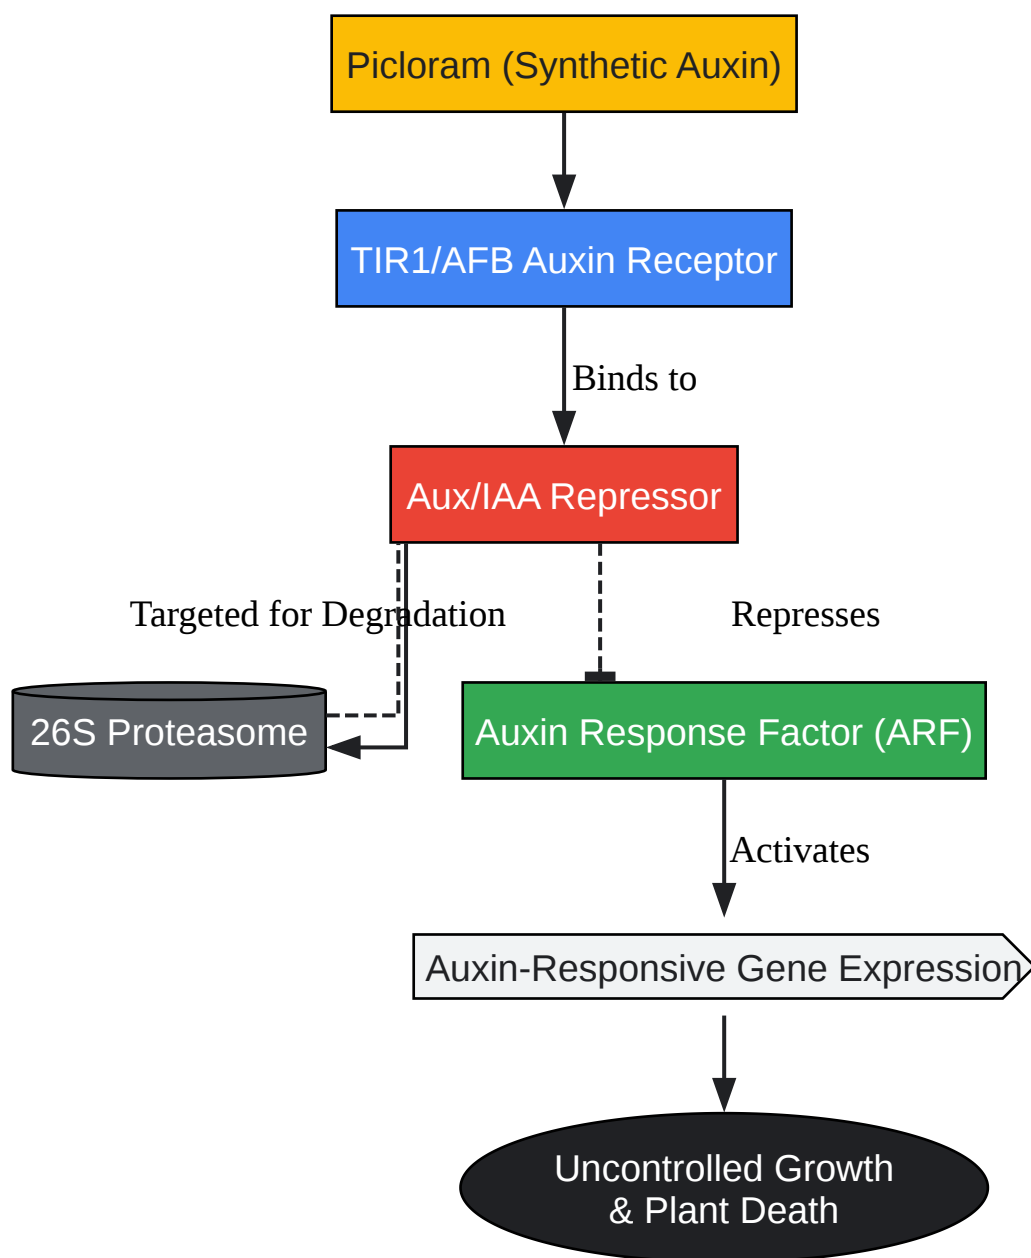 Picloram (Synthetic Auxin)
TIR1/AFB Auxin Receptor
Binds to
Aux/IAA Repressor
Targeted for Degradation
Represses
26S Proteasome
Auxin Response Factor (ARF)
Activates
Auxin-Responsive Gene Expression
Uncontrolled Growth
& Plant Death